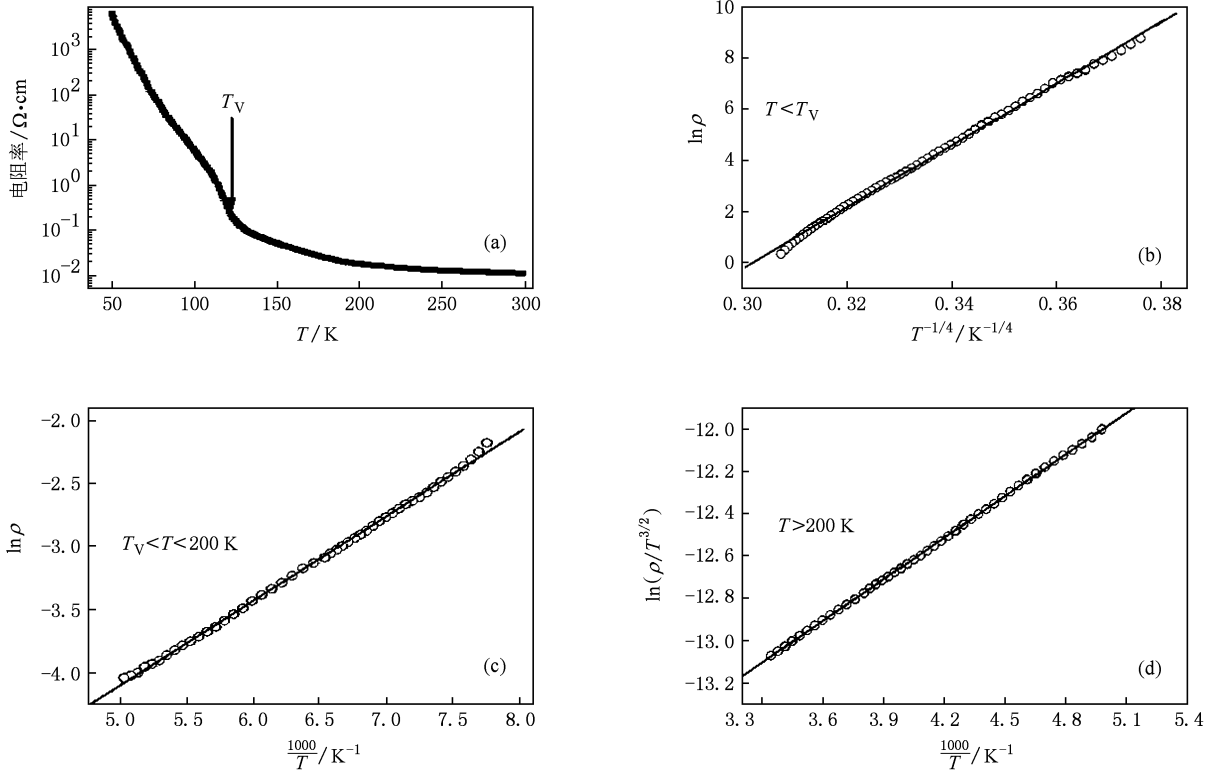 10³
10²
10¹
10⁰
10⁻¹
10⁻²
电阻率/Ω•cm
T_V
(a)
50 100 150 200 250 300
T/K
10
8
6
4
2
0
lnρ
T<T_V
(b)
0.30 0.32 0.34 0.36 0.38
T⁻¹/⁴/K⁻¹/⁴
−2.0
−2.5
−3.0
−3.5
−4.0
lnρ
T_V<T<200 K
(c)
5.0 5.5 6.0 6.5 7.0 7.5 8.0
1000/T/K⁻¹
−12.0
−12.2
−12.4
−12.6
−12.8
−13.0
−13.2
ln(ρ/T³/²)
T>200 K
(d)
3.3 3.6 3.9 4.2 4.5 4.8 5.1 5.4
1000/T/K⁻¹